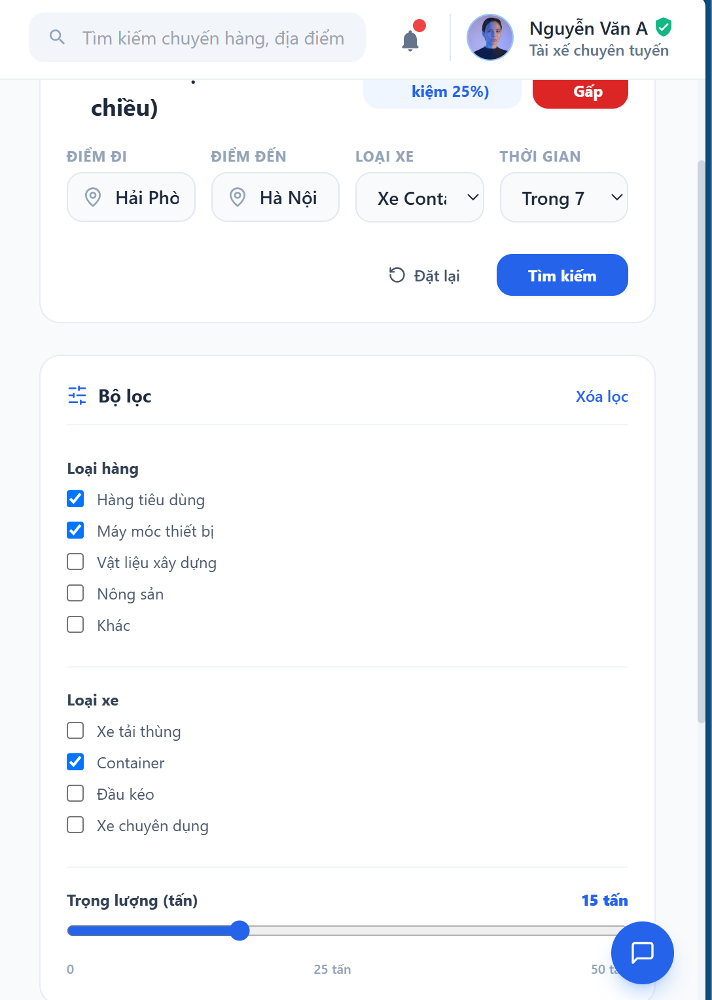 Tìm kiếm chuyến hàng, địa điểm
Nguyễn Văn A
Tài xế chuyên tuyến
chiều)
kiệm 25%)
Gấp
ĐIỂM ĐI
ĐIỂM ĐẾN
LOẠI XE
THỜI GIAN
Hải Phò
Hà Nội
Xe Conta
Trong 7
Đặt lại
Tìm kiếm
Bộ lọc
Xóa lọc
Loại hàng
Hàng tiêu dùng
Máy móc thiết bị
Vật liệu xây dựng
Nông sản
Khác
Loại xe
Xe tải thùng
Container
Đầu kéo
Xe chuyên dụng
Trọng lượng (tấn)
15 tấn
0
25 tấn
50